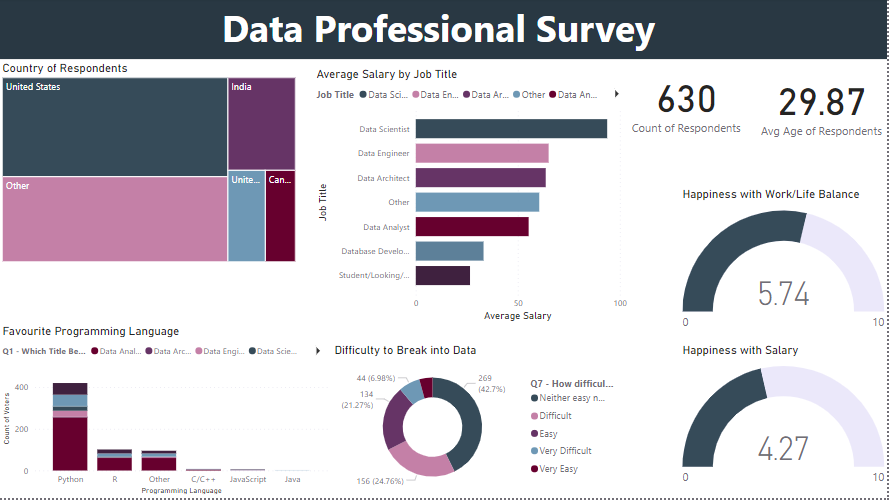 Data Professional Survey
Country of Respondents
United States
India
Other
Unite...
Can...
Average Salary by Job Title
Job Title Data Sci... Data En... Data Ar... Other Data An...
Data Scientist
Data Engineer
Data Architect
Other
Data Analyst
Database Develo...
Student/Looking/...
Job Title
0 50 100
Average Salary
630
Count of Respondents
29.87
Avg Age of Respondents
Happiness with Work/Life Balance
5.74
0 10
Favourite Programming Language
Q1 - Which Title Be... Data Anal... Data Arc... Data Engi... Data Scie...
Count of Voters
400
200
0
Python R Other C/C++ JavaScript Java
Programming Language
Difficulty to Break into Data
44 (6.98%)
134
(21.27%)
156 (24.76%)
269
(42.7%)
Q7 - How difficul...
Neither easy n...
Difficult
Easy
Very Difficult
Very Easy
Happiness with Salary
4.27
0 10